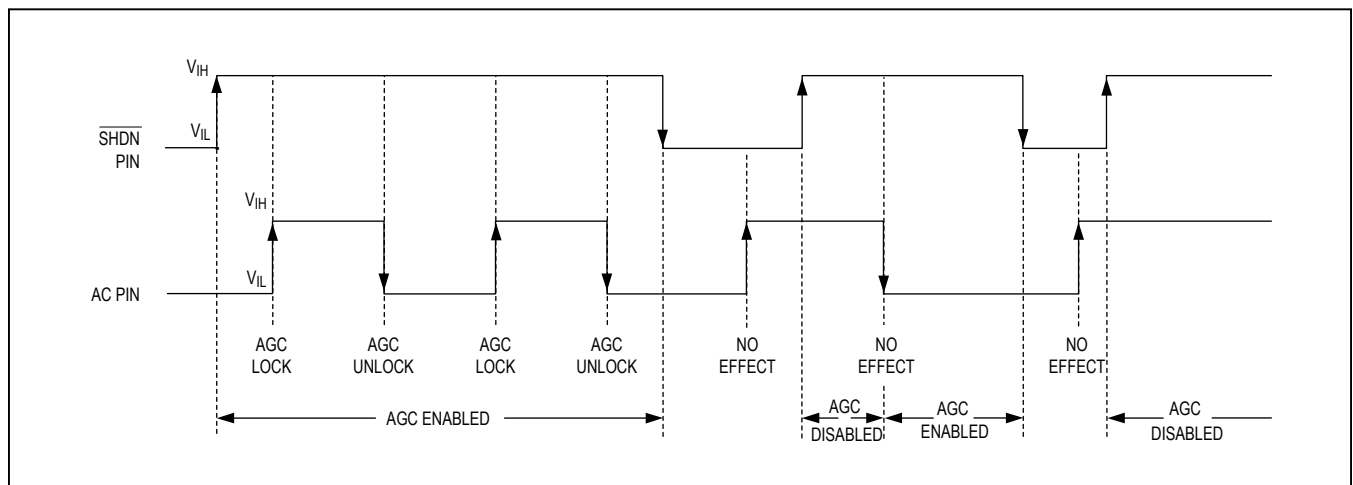 VIH
SHDN
PIN
VIL
VIH
AC PIN
VIL
AGC
LOCK
AGC
UNLOCK
AGC
LOCK
AGC
UNLOCK
NO
EFFECT
NO
EFFECT
NO
EFFECT
AGC ENABLED
AGC
DISABLED
AGC
ENABLED
AGC
DISABLED